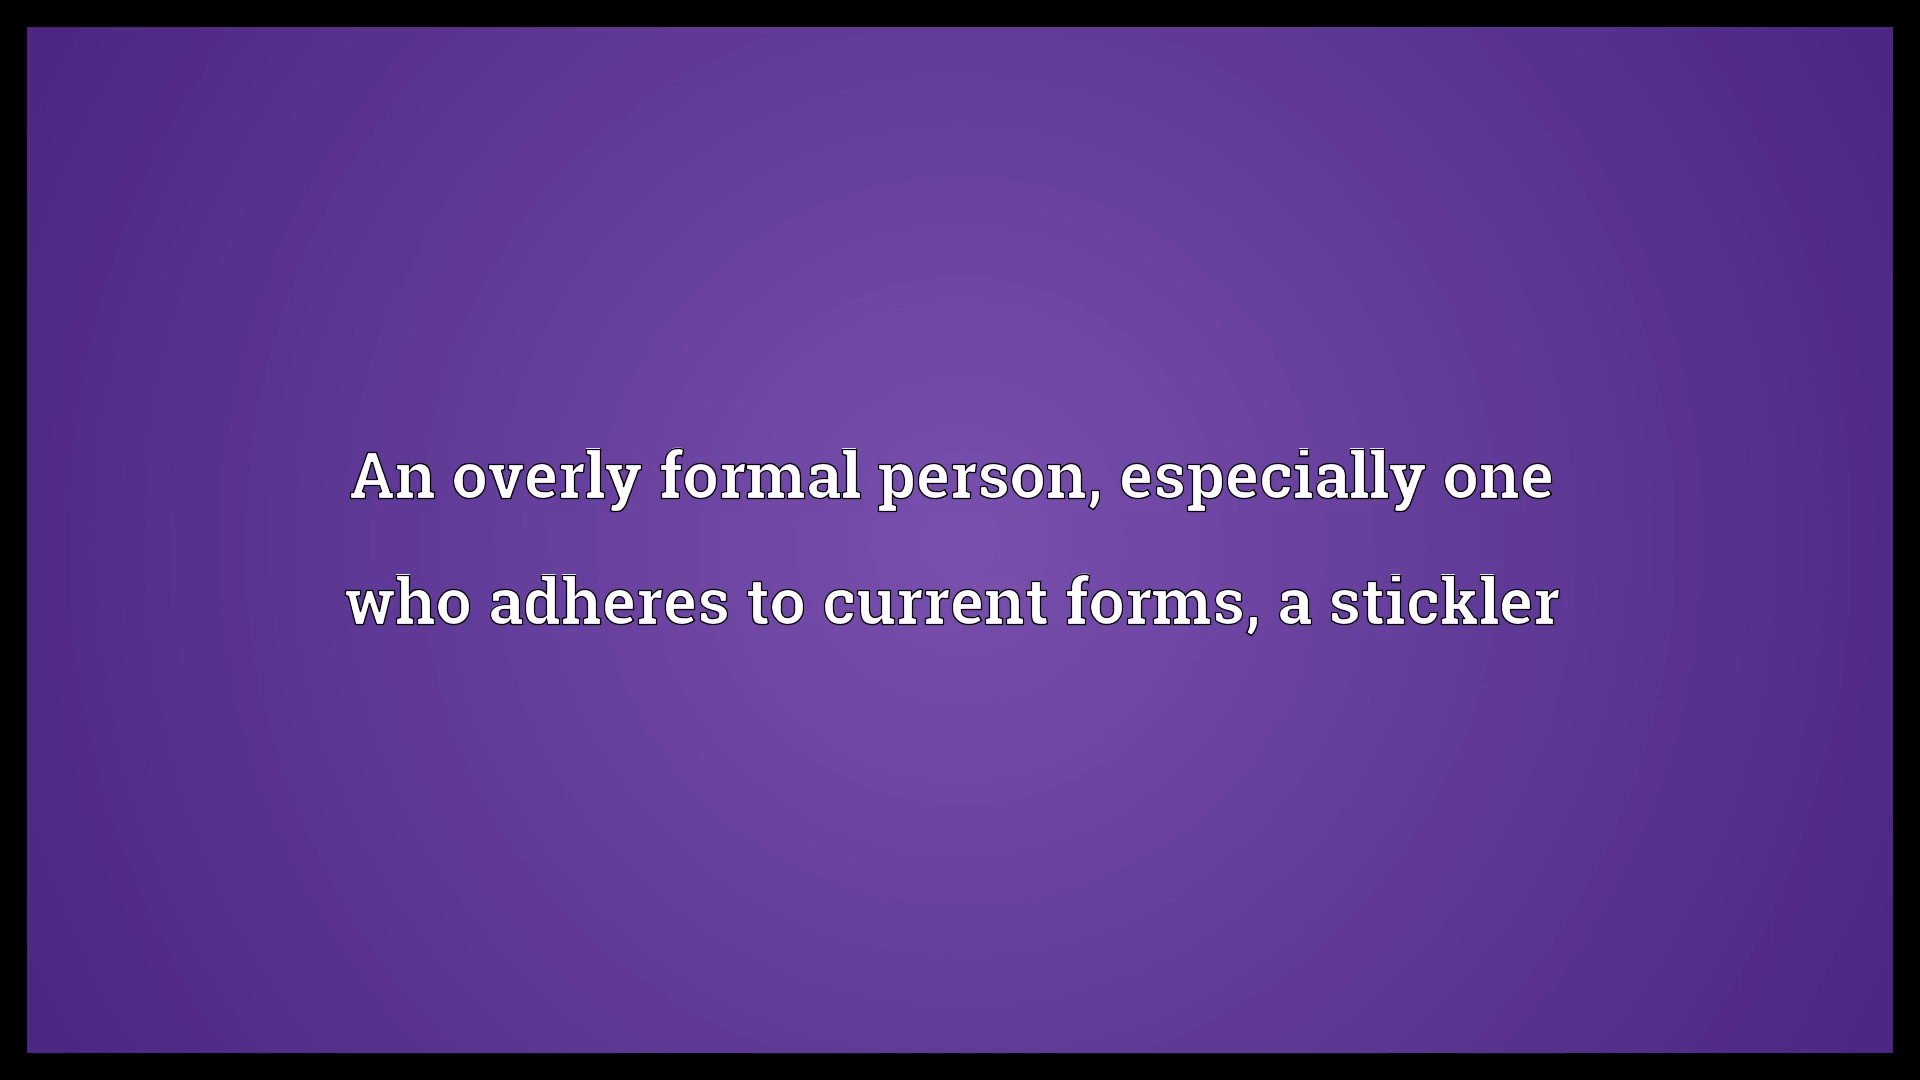 An overly formal person, especially one
who adheres to current forms, a stickler